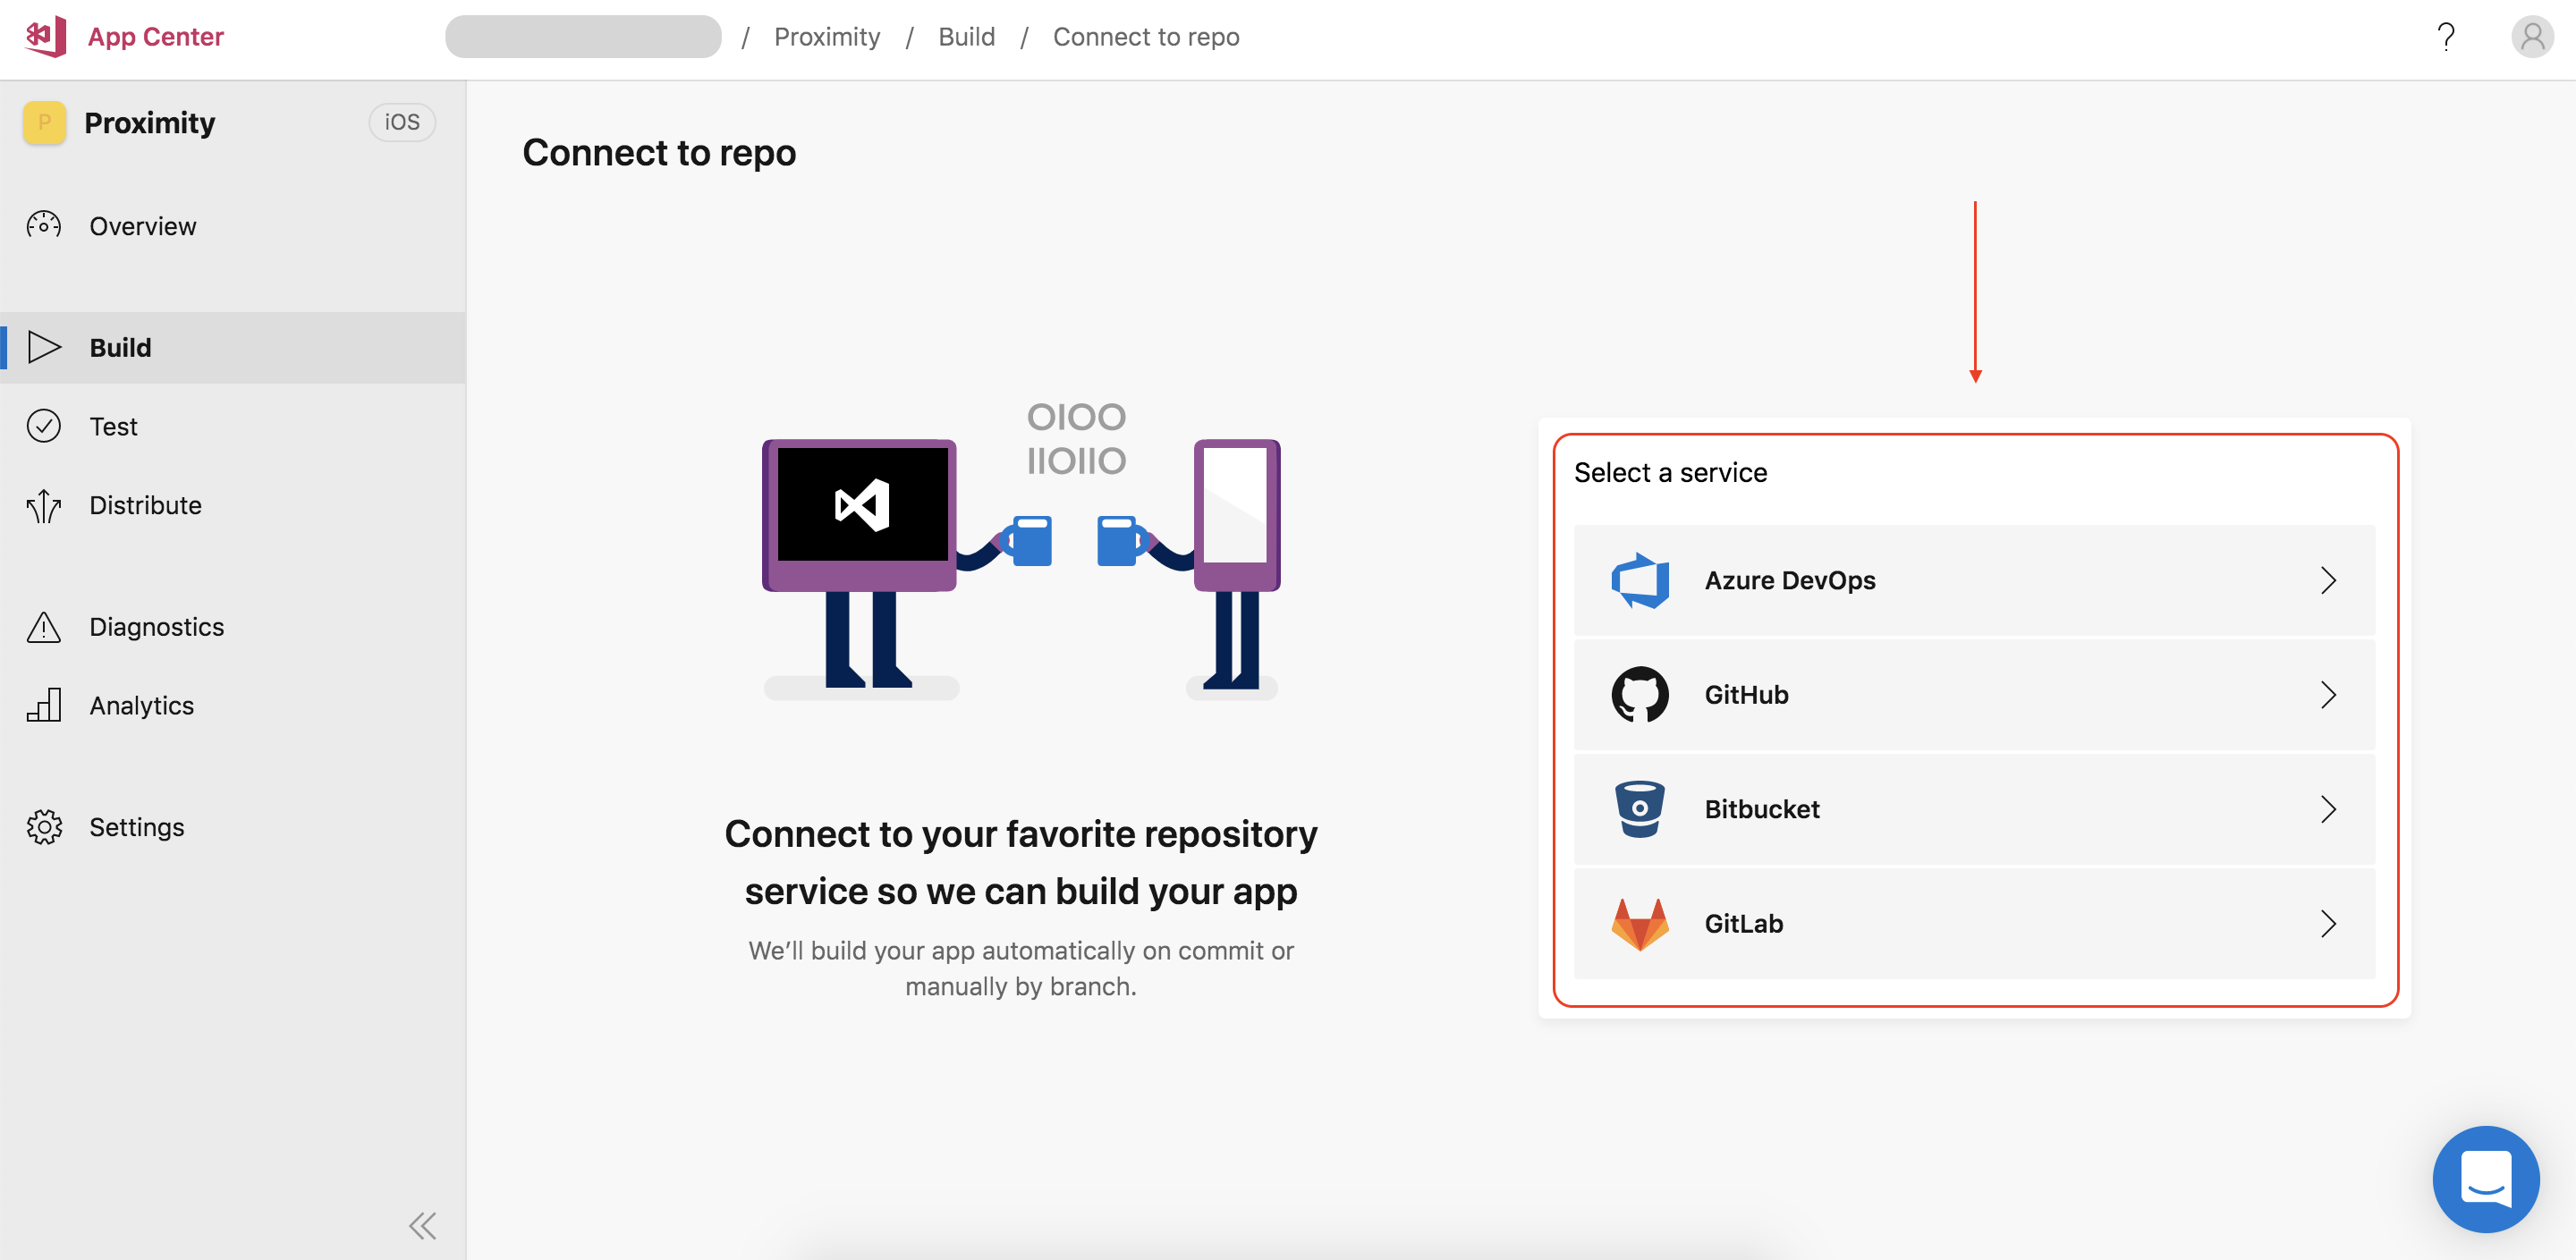 App Center
/ Proximity / Build / Connect to repo
?
P Proximity iOS
Overview
Build
Test
Distribute
Diagnostics
Analytics
Settings
Connect to repo
0100
110110
Connect to your favorite repository
service so we can build your app
We’ll build your app automatically on commit or
manually by branch.
Select a service
Azure DevOps
GitHub
Bitbucket
GitLab